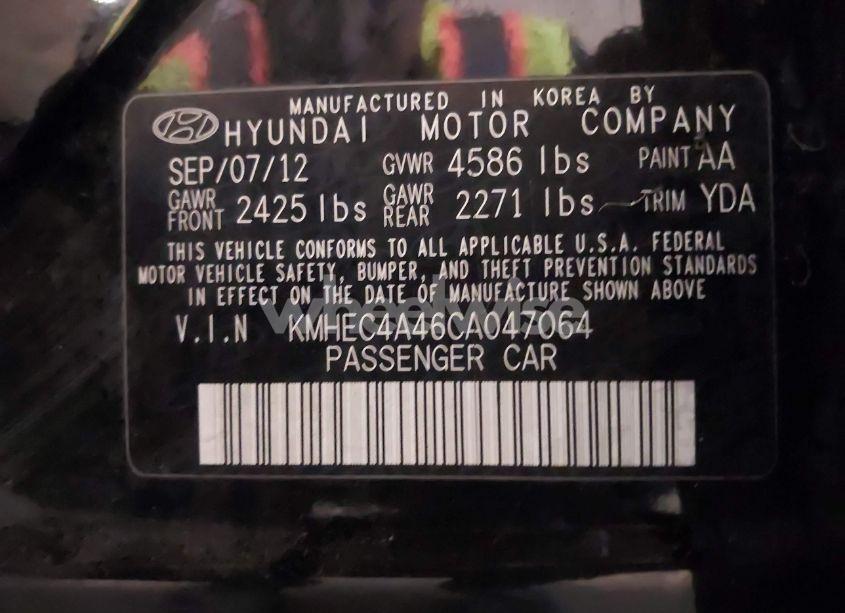 MANUFACTURED IN KOREA BY
HYUNDAI MOTOR COMPANY
SEP/07/12 GVWR 4586 lbs PAINT AA
GAWR FRONT 2425 lbs GAWR REAR 2271 lbs TRIM YDA
THIS VEHICLE CONFORMS TO ALL APPLICABLE U.S.A. FEDERAL
MOTOR VEHICLE SAFETY, BUMPER, AND THEFT PREVENTION STANDARDS
IN EFFECT ON THE DATE OF MANUFACTURE SHOWN ABOVE
wheelwise
V.I.N KMHEC4A46CA047064
PASSENGER CAR